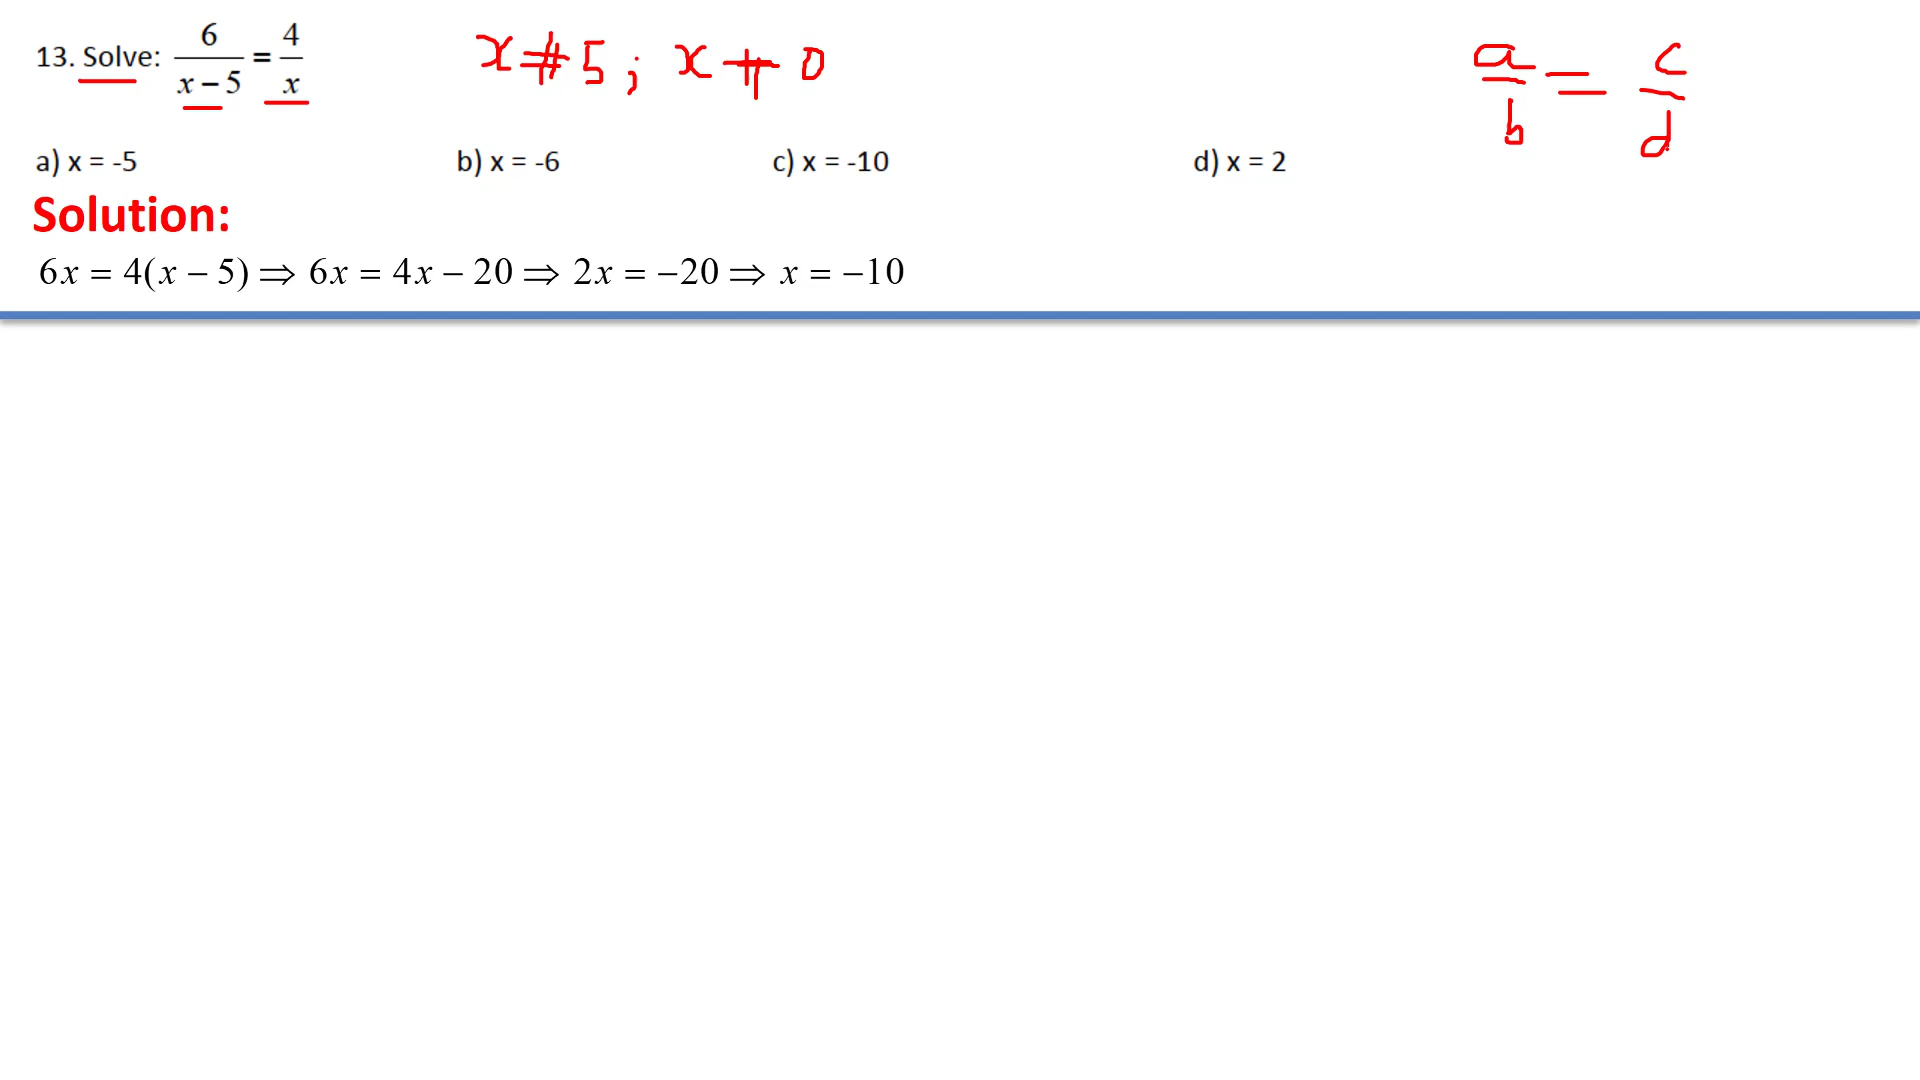 13. Solve: 6/(x – 5) = 4/x
x ≠ 5 ; x ≠ 0
a/b = c/d
a) x = -5 b) x = -6 c) x = -10 d) x = 2
Solution:
6x = 4(x − 5) ⇒ 6x = 4x − 20 ⇒ 2x = −20 ⇒ x = −10